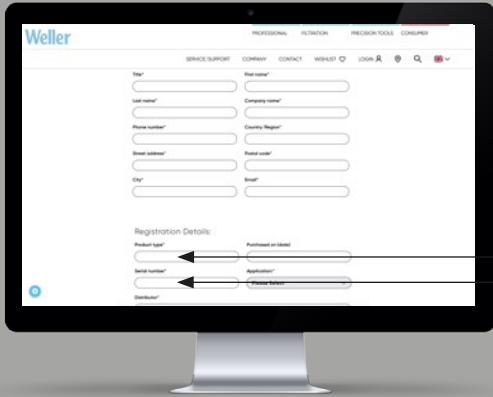 Weller
PROFESSIONAL FILTRATION PRECISION TOOLS CONSUMER
SERVICE/SUPPORT COMPANY CONTACT WISHLIST LOGIN
Title* First name*
Last name* Company name*
Phone number* Country/Region*
Street address* Postal code*
City* Email*
Registration Details:
Product type* Purchased on (date)
Serial number* Application*
Please Select
Distributor*